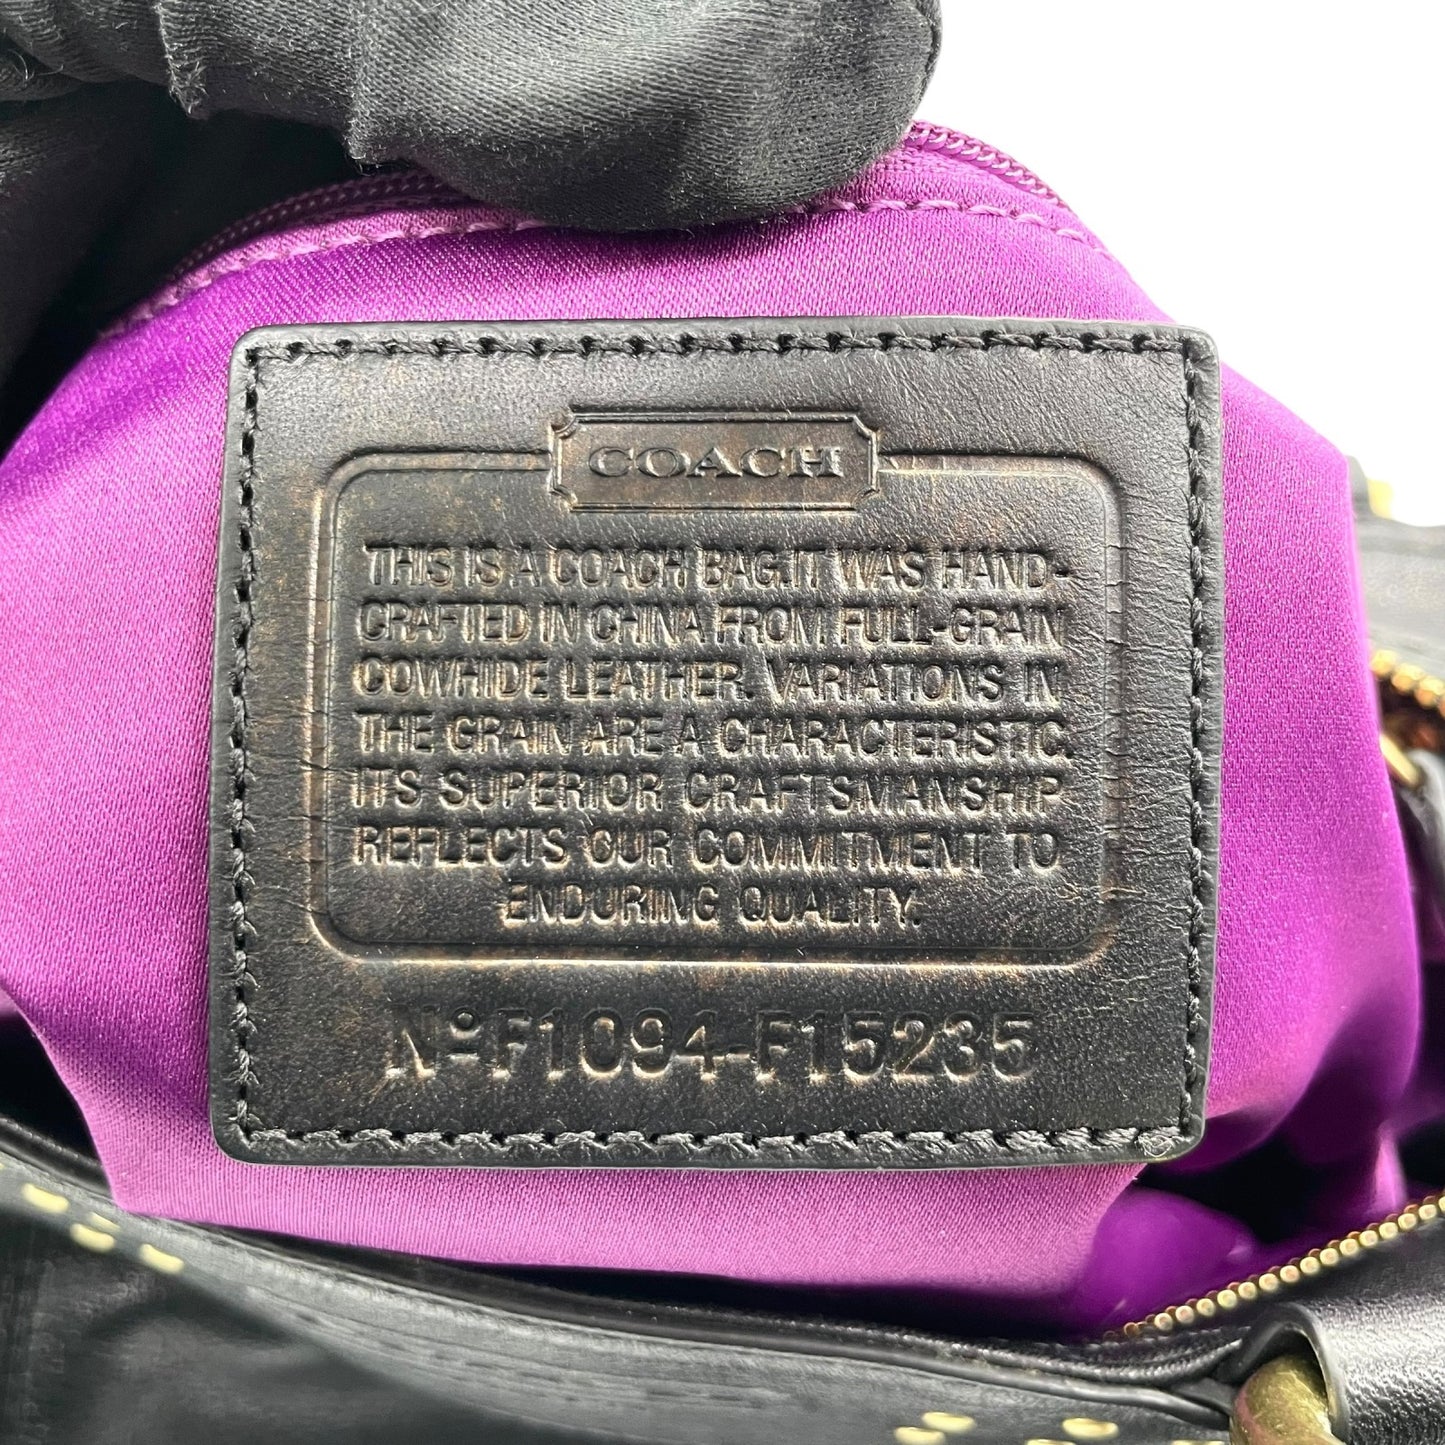 COACH
THIS IS A COACH BAG.IT WAS HAND-
CRAFTED IN CHINA FROM FULL-GRAIN
COWHIDE LEATHER. VARIATIONS IN
THE GRAIN ARE A CHARACTERISTIC.
ITS SUPERIOR CRAFTSMANSHIP
REFLECTS OUR COMMITMENT TO
ENDURING QUALITY.
NºF1094-F15235